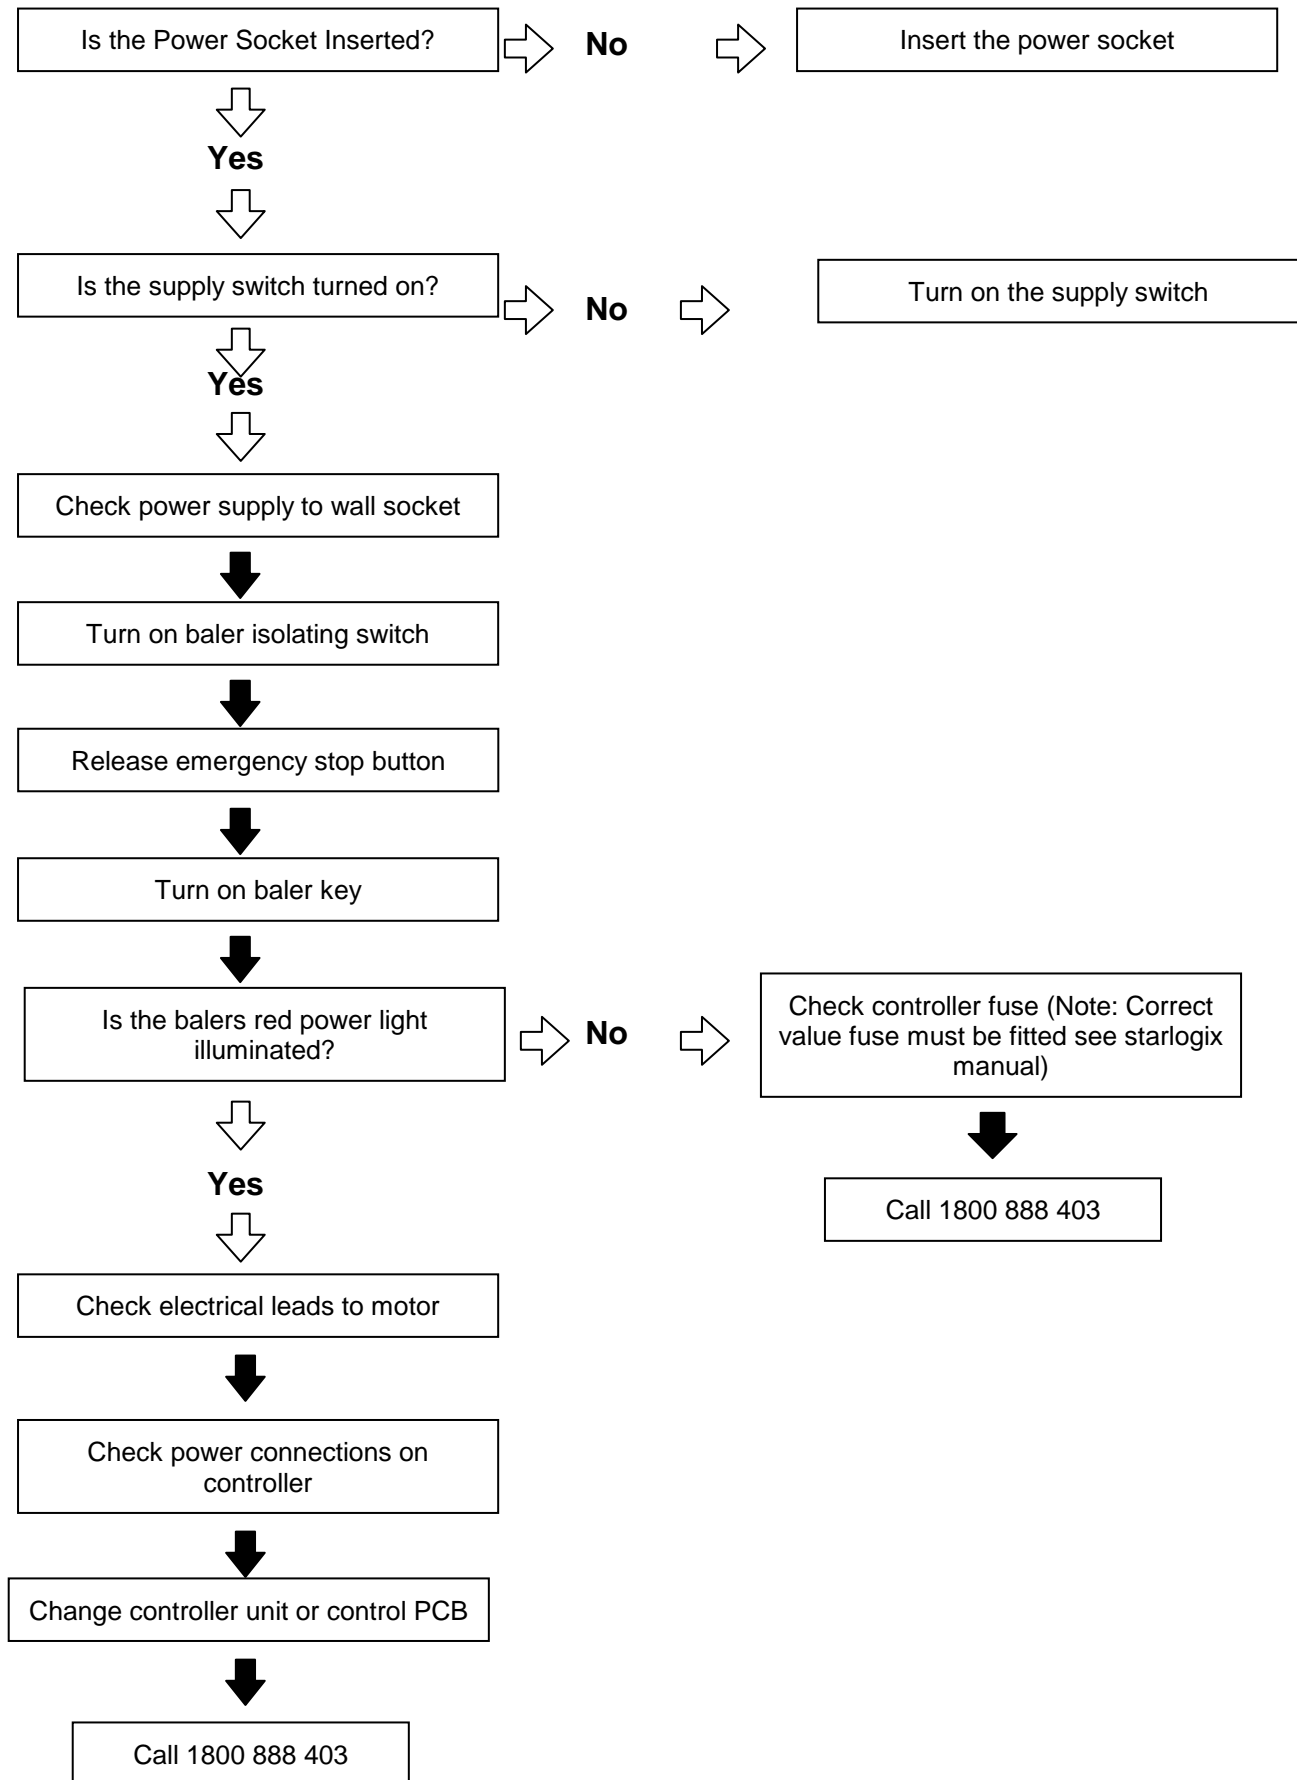 Is the Power Socket Inserted?
No
Insert the power socket
Yes
Is the supply switch turned on?
No
Turn on the supply switch
Yes
Check power supply to wall socket
Turn on baler isolating switch
Release emergency stop button
Turn on baler key
Is the balers red power light
illuminated?
No
Check controller fuse (Note: Correct
value fuse must be fitted see starlogix
manual)
Call 1800 888 403
Yes
Check electrical leads to motor
Check power connections on
controller
Change controller unit or control PCB
Call 1800 888 403